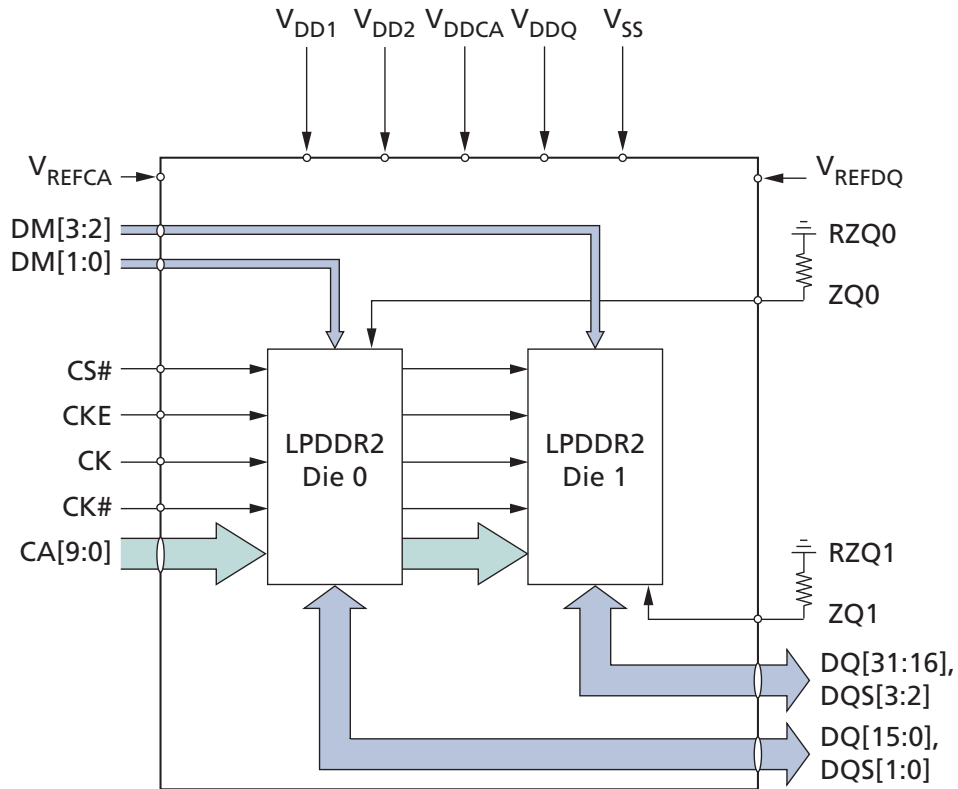 VDD1 VDD2 VDDCA VDDQ VSS
VREFCA
VREFDQ
DM[3:2]
DM[1:0]
RZQ0
ZQ0
CS#
CKE
CK
CK#
CA[9:0]
LPDDR2
Die 0
LPDDR2
Die 1
RZQ1
ZQ1
DQ[31:16],
DQS[3:2]
DQ[15:0],
DQS[1:0]